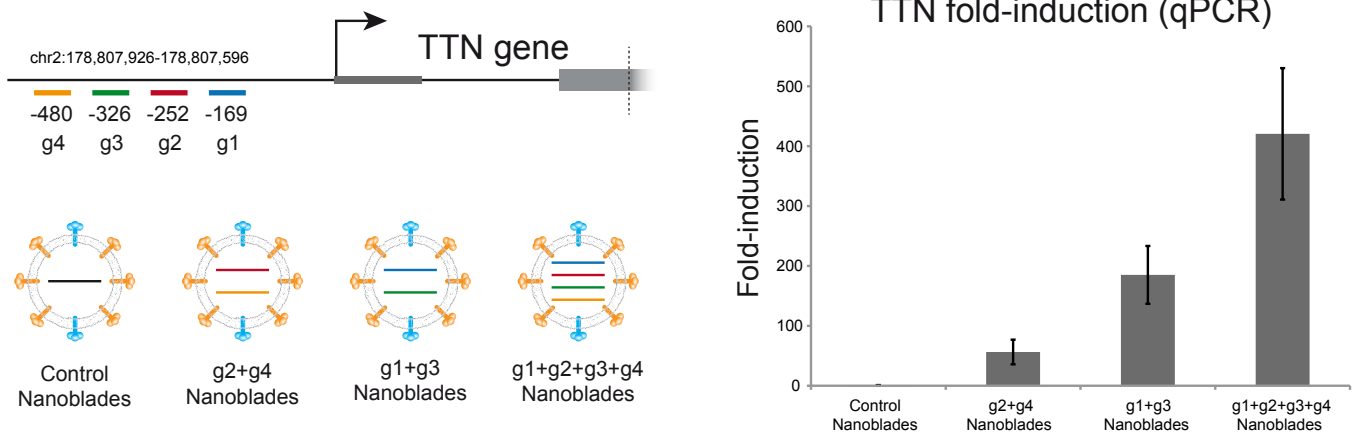 chr2:178,807,926-178,807,596
TTN gene
-480 -326 -252 -169
g4 g3 g2 g1
Control
Nanoblades
g2+g4
Nanoblades
g1+g3
Nanoblades
g1+g2+g3+g4
Nanoblades
TTN fold-induction (qPCR)
Fold-induction
600
500
400
300
200
100
0
Control
Nanoblades
g2+g4
Nanoblades
g1+g3
Nanoblades
g1+g2+g3+g4
Nanoblades